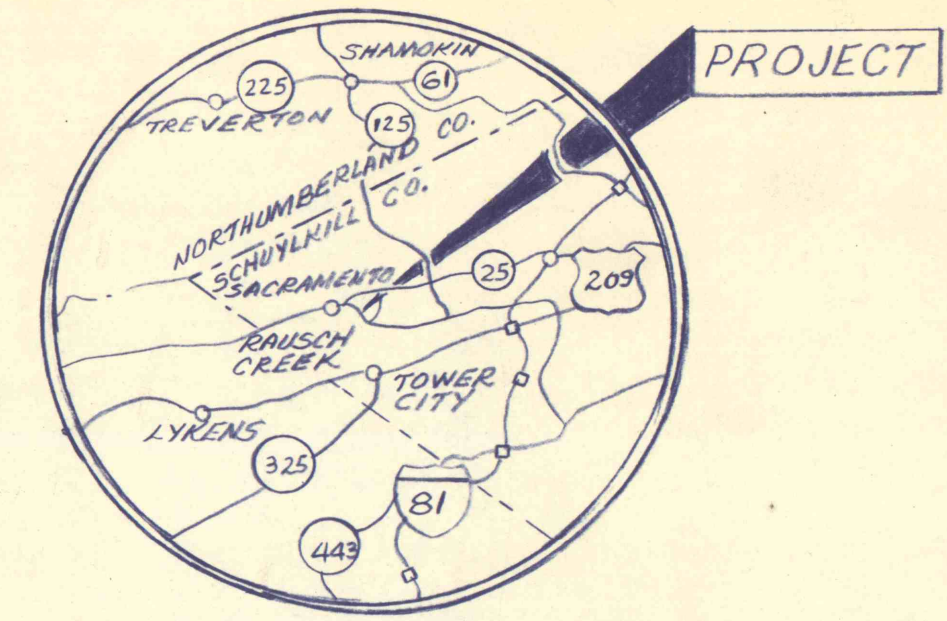 SHAMOKIN
PROJECT
225
61
TREVERTON
125
CO.
NORTHUMBERLAND
CO.
SCHUYLKILL
SACRAMENTO
25
209
RAUSCH
CREEK
TOWER
CITY
LYKENS
325
81
443